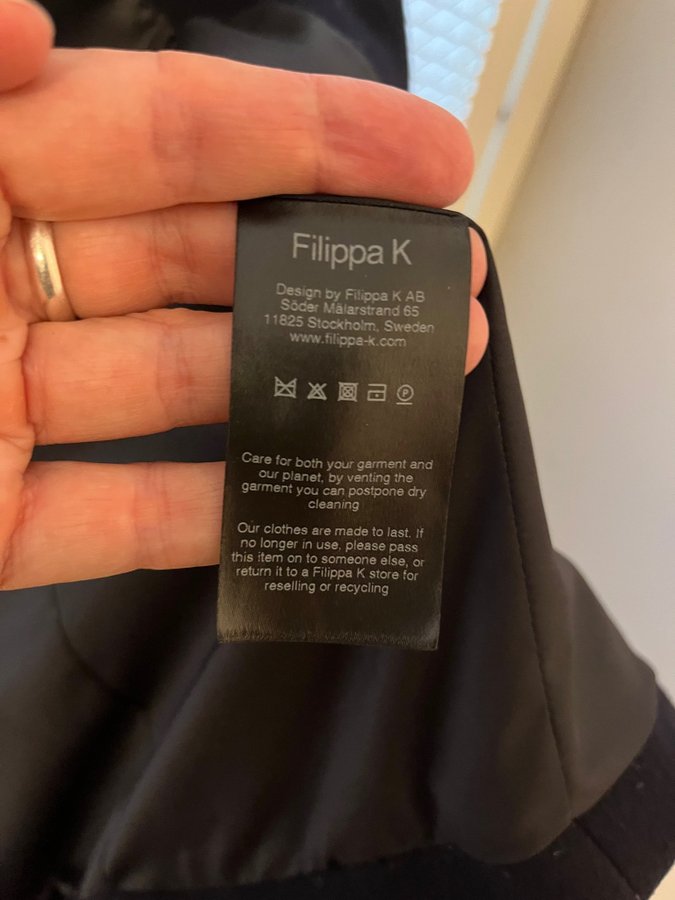 Filippa K
Design by Filippa K AB
Söder Mälarstrand 65
11825 Stockholm, Sweden
www.filippa-k.com
P
Care for both your garment and
our planet, by venting the
garment you can postpone dry
cleaning
Our clothes are made to last. If
no longer in use, please pass
this item on to someone else, or
return it to a Filippa K store for
reselling or recycling